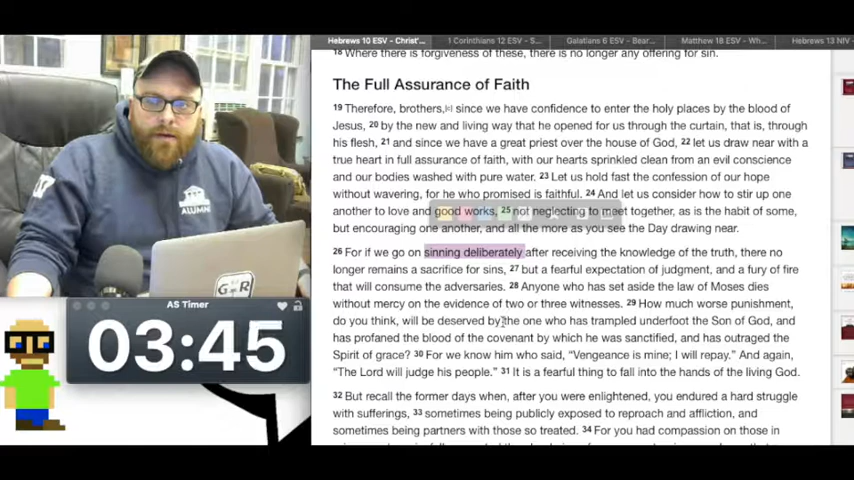 Hebrews 10 ESV - Christ'...
1 Corinthians 12 ESV - S...
Galatians 6 ESV - Bear...
Matthew 18 ESV - Wh...
Hebrews 13 NIV
18 Where there is forgiveness of these, there is no longer any offering for sin.
The Full Assurance of Faith
19 Therefore, brothers,[c] since we have confidence to enter the holy places by the blood of
Jesus, 20 by the new and living way that he opened for us through the curtain, that is, through
his flesh, 21 and since we have a great priest over the house of God, 22 let us draw near with a
true heart in full assurance of faith, with our hearts sprinkled clean from an evil conscience
and our bodies washed with pure water. 23 Let us hold fast the confession of our hope
without wavering, for he who promised is faithful. 24 And let us consider how to stir up one
another to love and good works, 25 not neglecting to meet together, as is the habit of some,
but encouraging one another, and all the more as you see the Day drawing near.
26 For if we go on sinning deliberately after receiving the knowledge of the truth, there no
longer remains a sacrifice for sins, 27 but a fearful expectation of judgment, and a fury of fire
that will consume the adversaries. 28 Anyone who has set aside the law of Moses dies
without mercy on the evidence of two or three witnesses. 29 How much worse punishment,
do you think, will be deserved by the one who has trampled underfoot the Son of God, and
has profaned the blood of the covenant by which he was sanctified, and has outraged the
Spirit of grace? 30 For we know him who said, “Vengeance is mine; I will repay.” And again,
“The Lord will judge his people.” 31 It is a fearful thing to fall into the hands of the living God.
32 But recall the former days when, after you were enlightened, you endured a hard struggle
with sufferings, 33 sometimes being publicly exposed to reproach and affliction, and
sometimes being partners with those so treated. 34 For you had compassion on those in
ALUMNI
G R
AS Timer
03:45